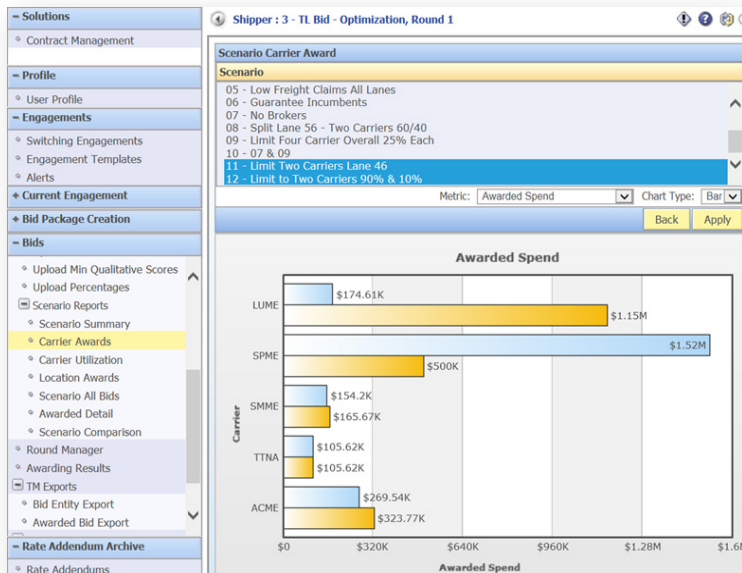 Solutions
Contract Management
Profile
User Profile
Engagements
Switching Engagements
Engagement Templates
Alerts
Current Engagement
Bid Package Creation
Bids
Upload Min Qualitative Scores
Upload Percentages
Scenario Reports
Scenario Summary
Carrier Awards
Carrier Utilization
Location Awards
Scenario All Bids
Awarded Detail
Scenario Comparison
Round Manager
Awarding Results
TM Exports
Bid Entity Export
Awarded Bid Export
Rate Addendum Archive
Rate Addendums
Shipper : 3 - TL Bid - Optimization, Round 1
Scenario Carrier Award
Scenario
05 - Low Freight Claims All Lanes
06 - Guarantee Incumbents
07 - No Brokers
08 - Split Lane 56 - Two Carriers 60/40
09 - Limit Four Carrier Overall 25% Each
10 - 07 & 09
11 - Limit Two Carriers Lane 46
12 - Limit to Two Carriers 90% & 10%
Metric: Awarded Spend Chart Type: Bar
Back Apply
Awarded Spend
Carrier
LUME $174.61K
$1.15M
SPME $1.52M
$500K
SMME $154.2K
$165.67K
TTNA $105.62K
$105.62K
ACME $269.54K
$323.77K
$0 $320K $640K $960K $1.28M $1.6M
Awarded Spend